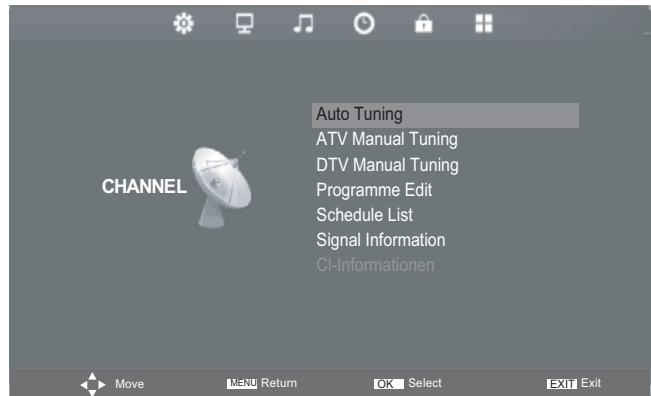 Auto Tuning
ATV Manual Tuning
DTV Manual Tuning
CHANNEL
Programme Edit
Schedule List
Signal Information
CI-Informationen
Move MENU Return OK Select EXIT Exit